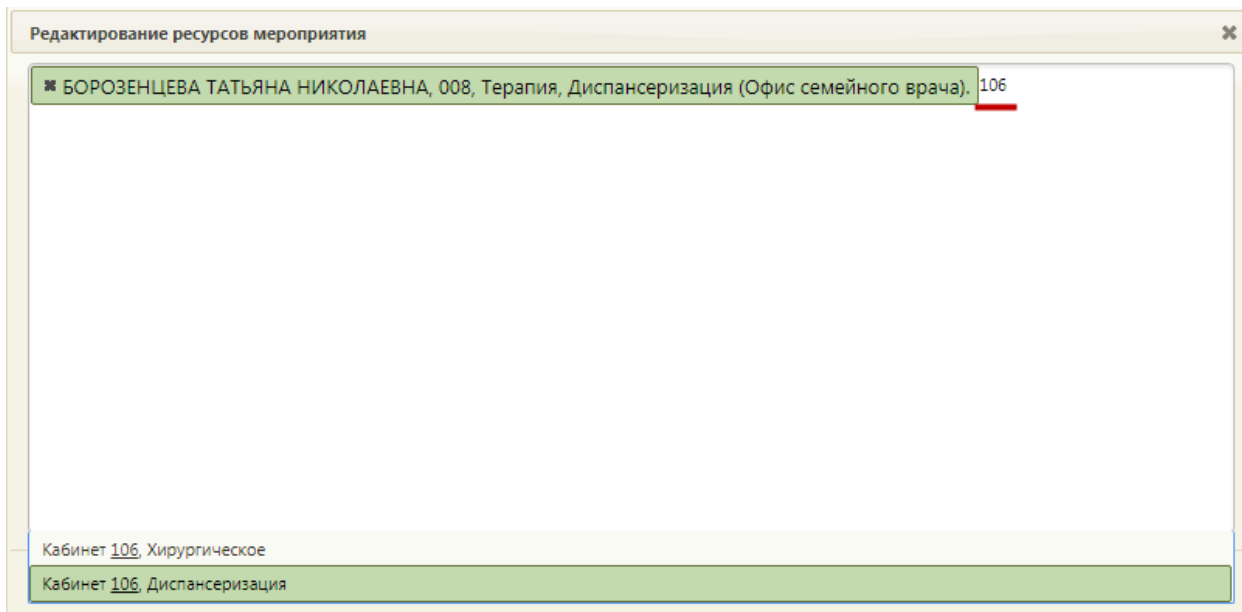 Редактирование ресурсов мероприятия
БОРОЗЕНЦЕВА ТАТЬЯНА НИКОЛАЕВНА, 008, Терапия, Диспансеризация (Офис семейного врача). 106
Кабинет 106, Хирургическое
Кабинет 106, Диспансеризация